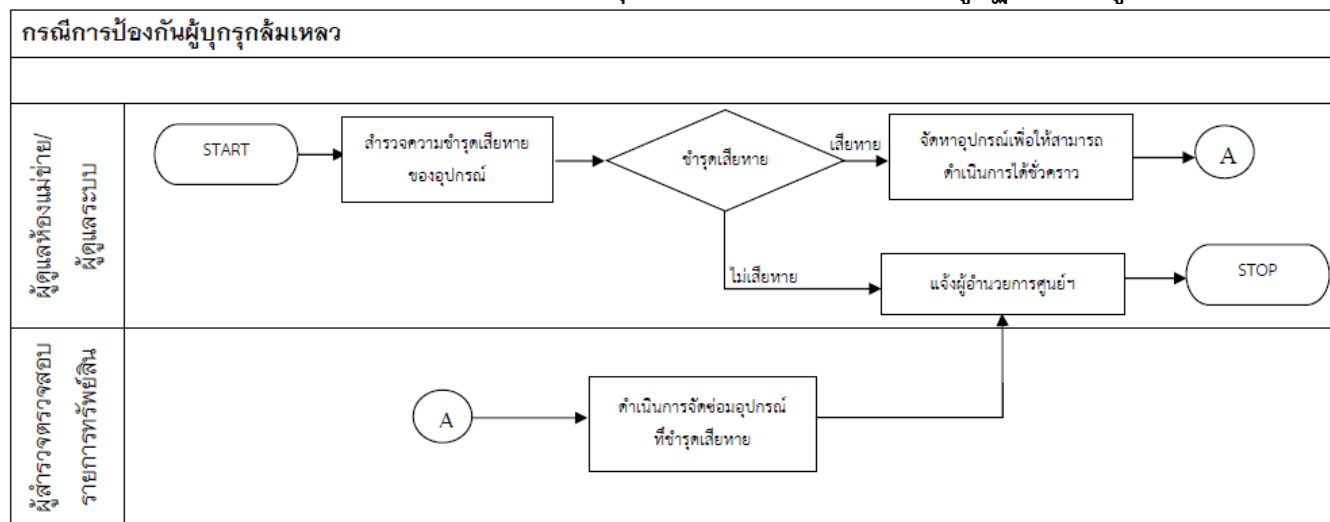 กรณีการป้องกันผู้บุกรุกล้มเหลว
ผู้ดูแลห้องแม่ข่าย/
ผู้ดูแลระบบ
START
สำรวจความชำรุดเสียหาย
ของอุปกรณ์
ชำรุดเสียหาย
เสียหาย
จัดหาอุปกรณ์เพื่อให้สามารถ
ดำเนินการได้ชั่วคราว
A
ไม่เสียหาย
แจ้งผู้อำนวยการศูนย์ฯ
STOP
ผู้สำรวจตรวจสอบ
รายการทรัพย์สิน
A
ดำเนินการจัดซ่อมอุปกรณ์
ที่ชำรุดเสียหาย